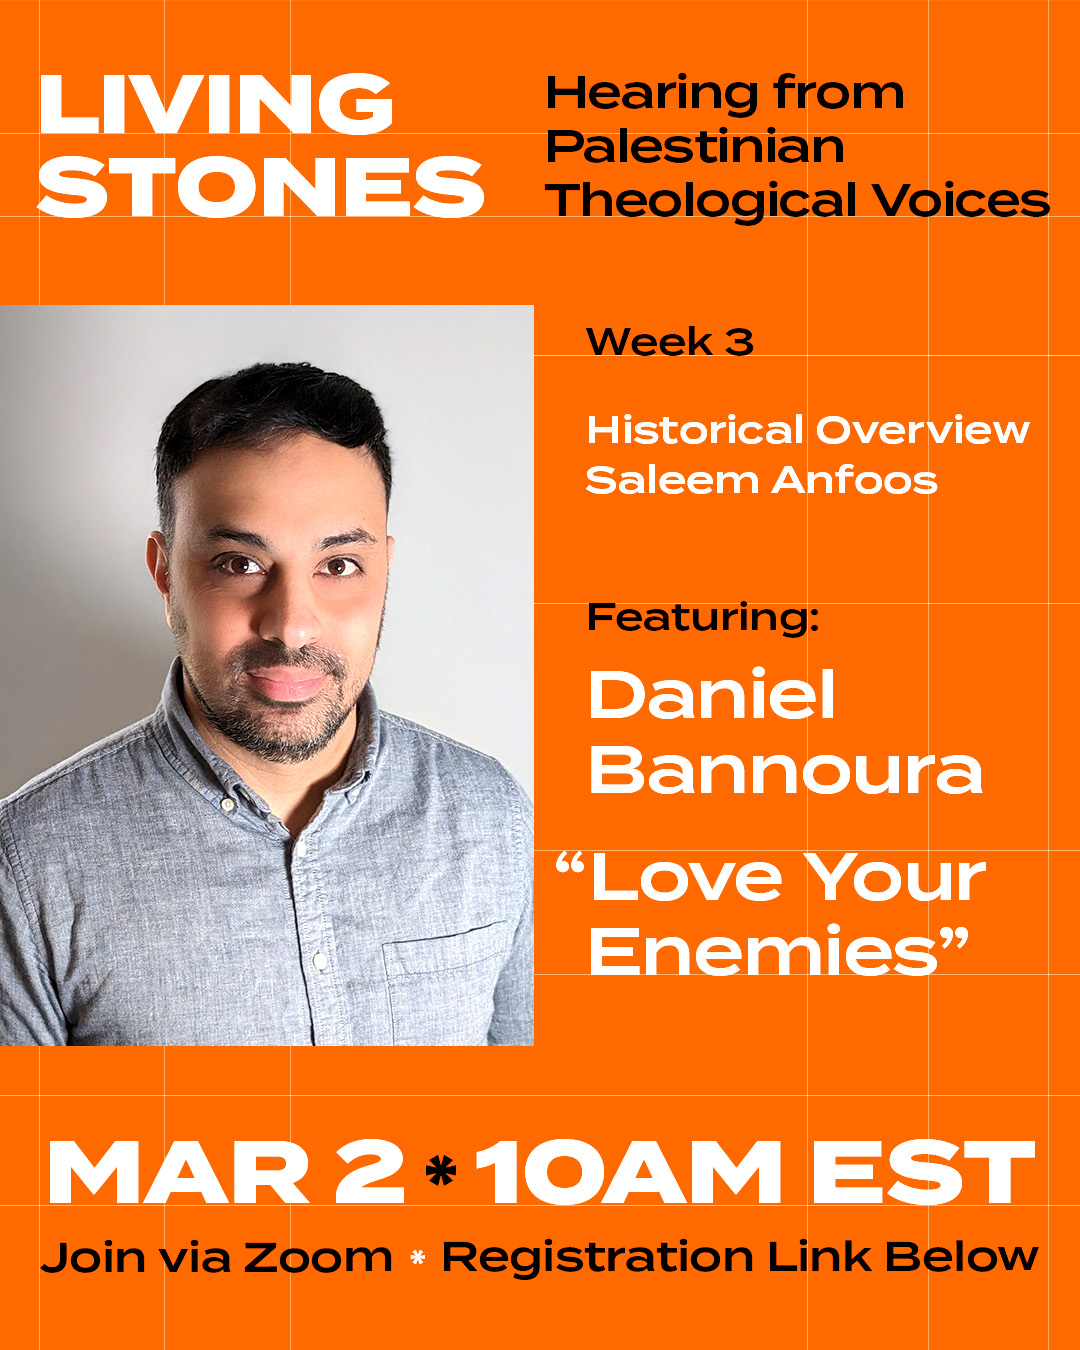 LIVING
STONES
Hearing from
Palestinian
Theological Voices
Week 3
Historical Overview
Saleem Anfoos
Featuring:
Daniel
Bannoura
“Love Your
Enemies”
MAR 2 * 10AM EST
Join via Zoom * Registration Link Below